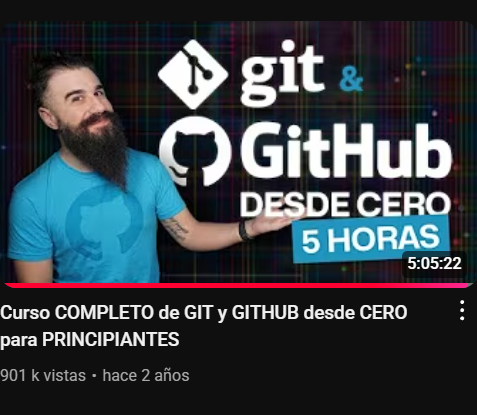 git &
GitHub
DESDE CERO
5 HORAS
5:05:22
Curso COMPLETO de GIT y GITHUB desde CERO
para PRINCIPIANTES
901 k vistas • hace 2 años